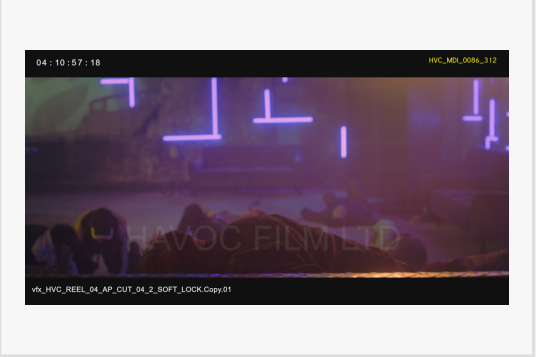 04:10:57:18
HVC_MDI_0086_312
HAVOC FILM LTD
vfx_HVC_REEL_04_AP_CUT_04_2_SOFT_LOCK.Copy.01